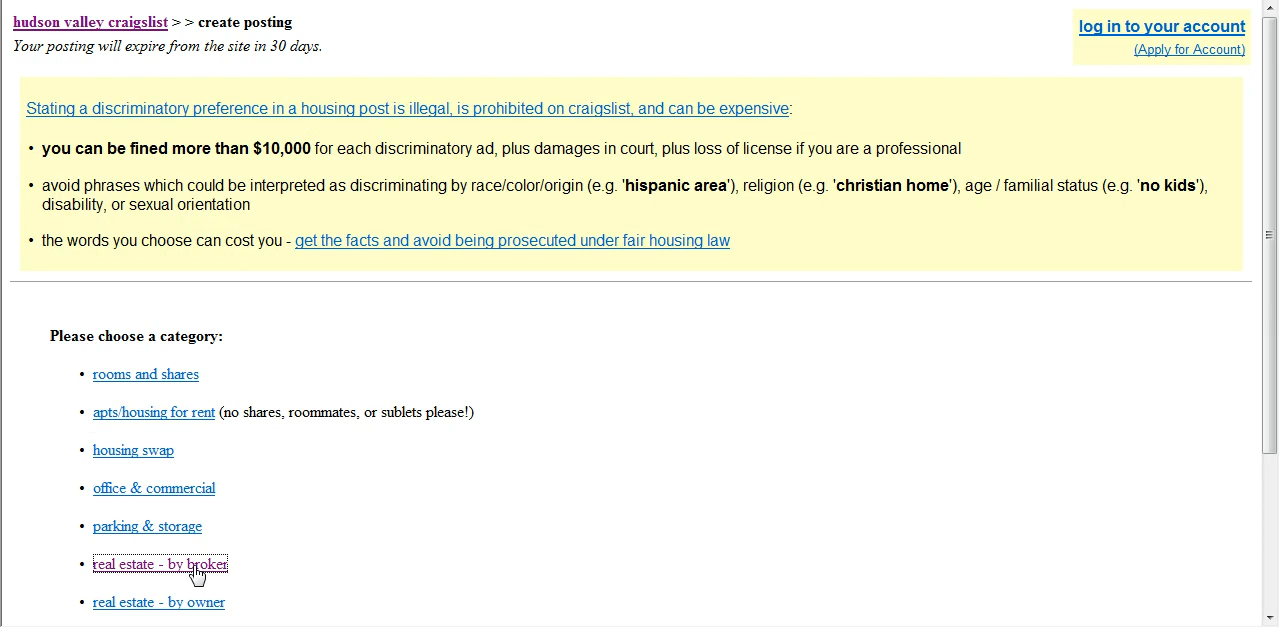 hudson valley craigslist > > create posting
log in to your account
Your posting will expire from the site in 30 days.
(Apply for Account)
Stating a discriminatory preference in a housing post is illegal, is prohibited on craigslist, and can be expensive:
• you can be fined more than $10,000 for each discriminatory ad, plus damages in court, plus loss of license if you are a professional
• avoid phrases which could be interpreted as discriminating by race/color/origin (e.g. 'hispanic area'), religion (e.g. 'christian home'), age / familial status (e.g. 'no kids'),
disability, or sexual orientation
• the words you choose can cost you - get the facts and avoid being prosecuted under fair housing law
Please choose a category:
• rooms and shares
• apts/housing for rent (no shares, roommates, or sublets please!)
• housing swap
• office & commercial
• parking & storage
• real estate - by broker
• real estate - by owner